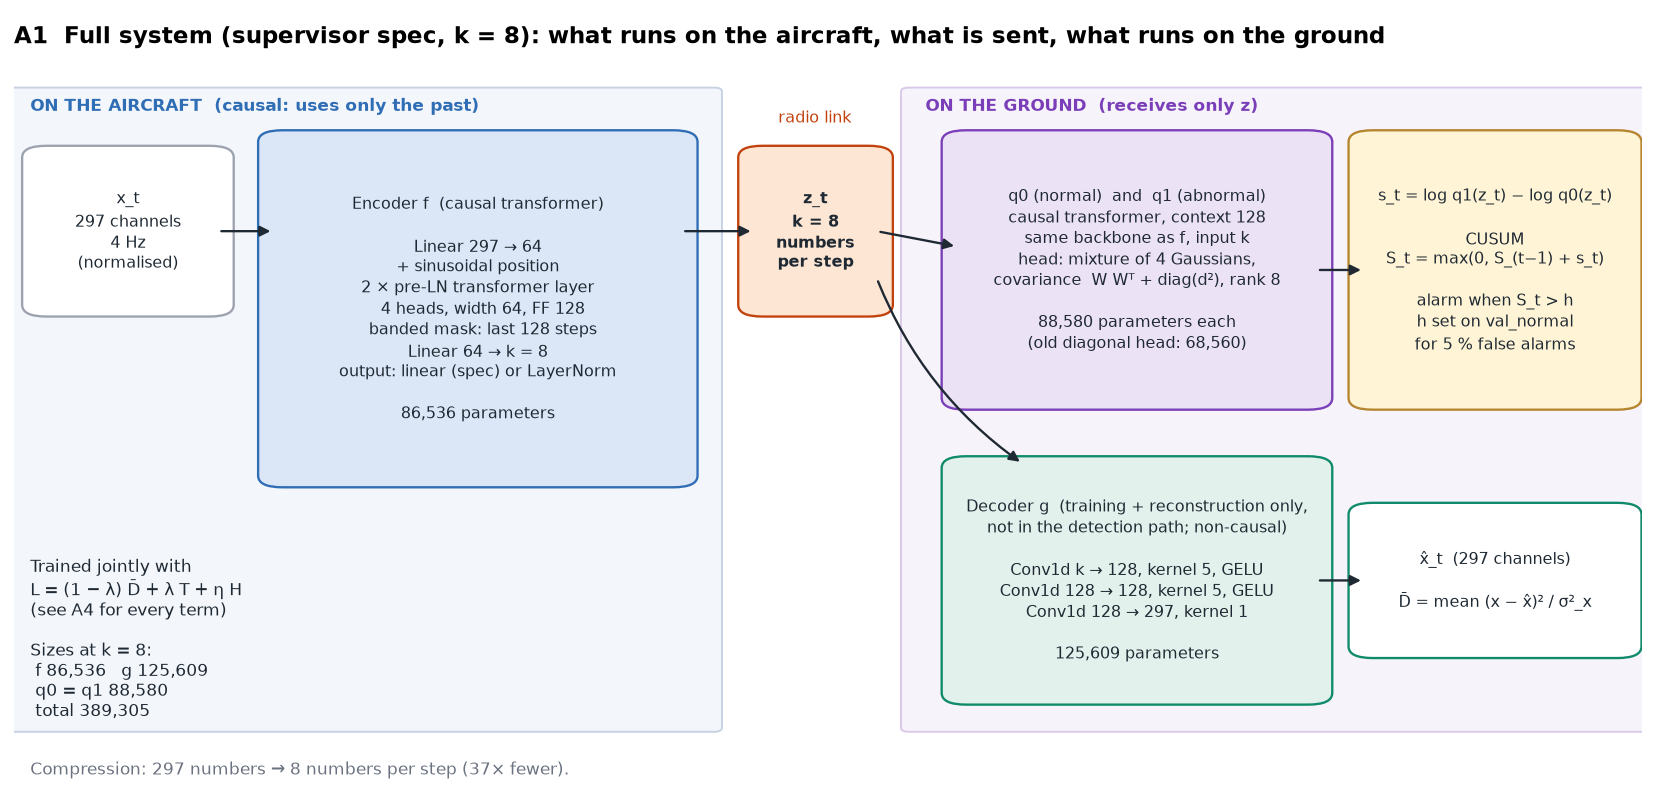 A1  Full system (supervisor spec, k = 8): what runs on the aircraft, what is sent, what runs on the ground
ON THE AIRCRAFT  (causal: uses only the past)
x_t
297 channels
4 Hz
(normalised)
Encoder f  (causal transformer)
Linear 297 → 64
+ sinusoidal position
2 × pre-LN transformer layer
4 heads, width 64, FF 128
banded mask: last 128 steps
Linear 64 → k = 8
output: linear (spec) or LayerNorm
86,536 parameters
Trained jointly with
L = (1 − λ) D̄ + λ T + η H
(see A4 for every term)
Sizes at k = 8:
f 86,536   g 125,609
q0 = q1 88,580
total 389,305
radio link
z_t
k = 8
numbers
per step
ON THE GROUND  (receives only z)
q0 (normal)  and  q1 (abnormal)
causal transformer, context 128
same backbone as f, input k
head: mixture of 4 Gaussians,
covariance  W Wᵀ + diag(d²), rank 8
88,580 parameters each
(old diagonal head: 68,560)
s_t = log q1(z_t) − log q0(z_t)
CUSUM
S_t = max(0, S_(t−1) + s_t)
alarm when S_t > h
h set on val_normal
for 5 % false alarms
Decoder g  (training + reconstruction only,
not in the detection path; non-causal)
Conv1d k → 128, kernel 5, GELU
Conv1d 128 → 128, kernel 5, GELU
Conv1d 128 → 297, kernel 1
125,609 parameters
x̂_t  (297 channels)
D̄ = mean (x − x̂)² / σ²_x
Compression: 297 numbers → 8 numbers per step (37× fewer).